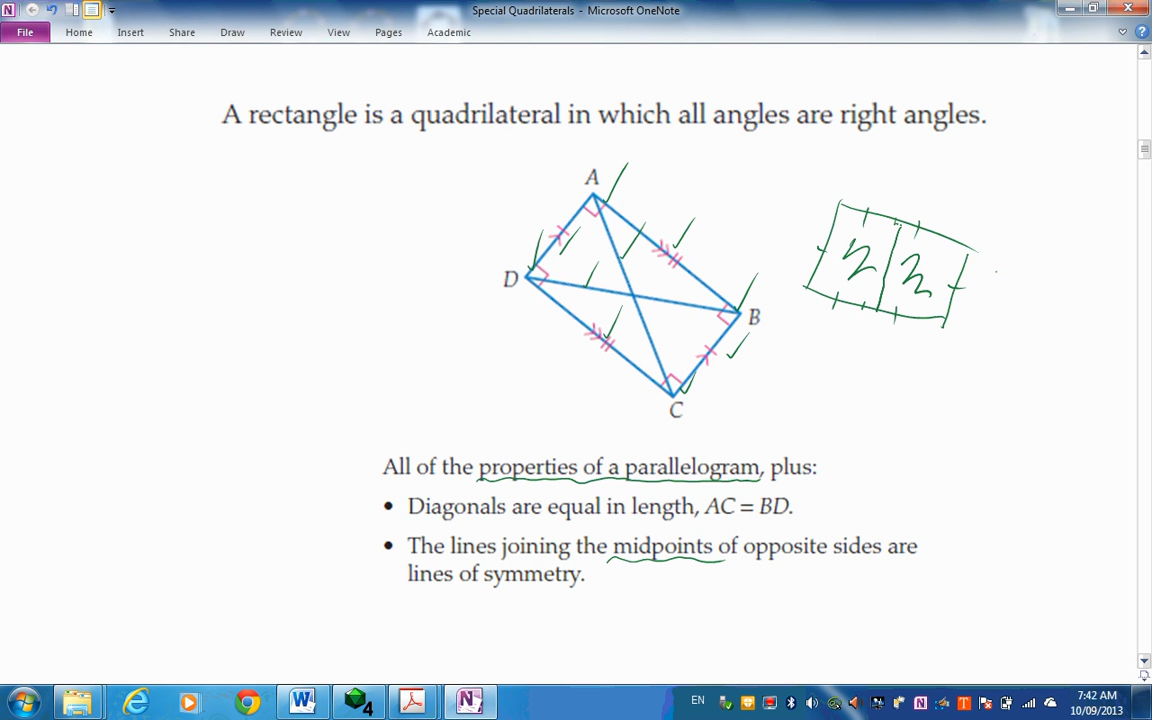 Special Quadrilaterals - Microsoft OneNote
File Home Insert Share Draw Review View Pages Academic
A rectangle is a quadrilateral in which all angles are right angles.
A
D
B
C
All of the properties of a parallelogram, plus:
• Diagonals are equal in length, AC = BD.
• The lines joining the midpoints of opposite sides are
lines of symmetry.
EN
7:42 AM
10/09/2013